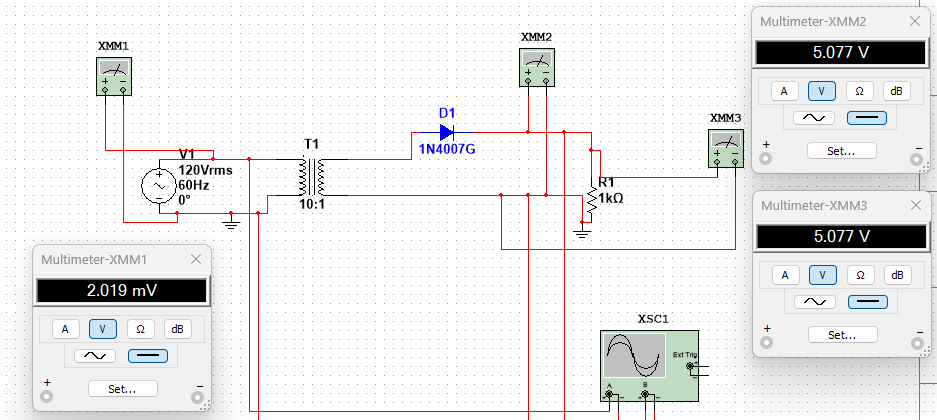 XMM1
+ -
XMM2
+ -
XMM3
+ -
V1
120Vrms
60Hz
0°
T1
10:1
D1
1N4007G
R1
1kΩ
XSC1
Ext Trig
+
-
A
B
+ - + -
Multimeter-XMM1
2.019 mV
A V Ω dB
+ Set... -
Multimeter-XMM2
5.077 V
A V Ω dB
+ Set... -
Multimeter-XMM3
5.077 V
A V Ω dB
+ Set... -